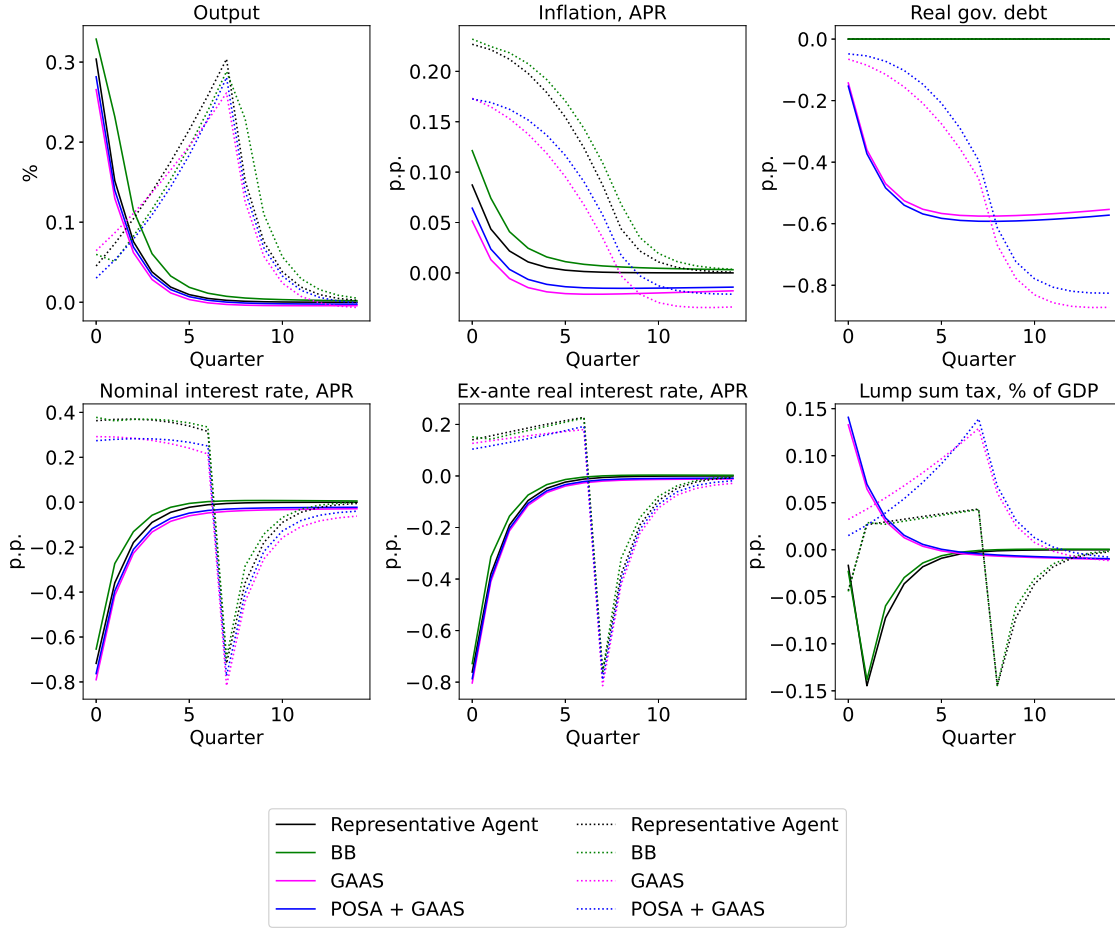 Output
Inflation, APR
Real gov. debt
0.3
0.2
0.1
0.0
%
0
5
10
Quarter
0.20
0.15
0.10
0.05
0.00
p.p.
0
5
10
Quarter
0.0
−0.2
−0.4
−0.6
−0.8
p.p.
0
5
10
Quarter
Nominal interest rate, APR
Ex-ante real interest rate, APR
Lump sum tax, % of GDP
0.4
0.2
0.0
−0.2
−0.4
−0.6
−0.8
p.p.
0
5
10
Quarter
0.2
0.0
−0.2
−0.4
−0.6
−0.8
p.p.
0
5
10
Quarter
0.15
0.10
0.05
0.00
−0.05
−0.10
−0.15
p.p.
0
5
10
Quarter
Representative Agent
BB
GAAS
POSA + GAAS
Representative Agent
BB
GAAS
POSA + GAAS